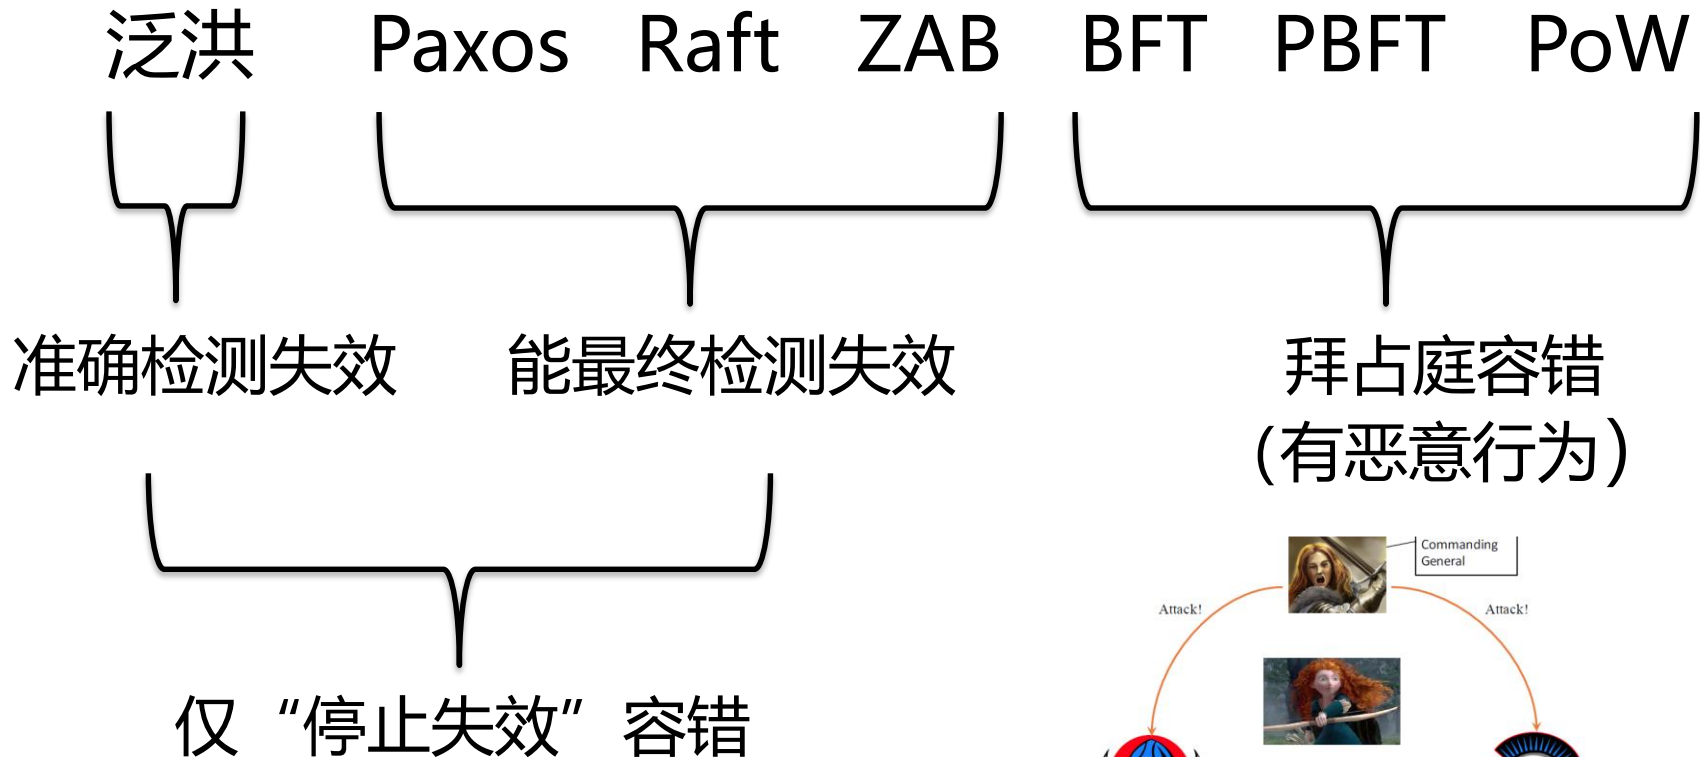 泛洪 Paxos Raft ZAB BFT PBFT PoW
准确检测失效 能最终检测失效 拜占庭容错
（有恶意行为）
Commanding
General
Attack! Attack!
仅“停止失效”容错